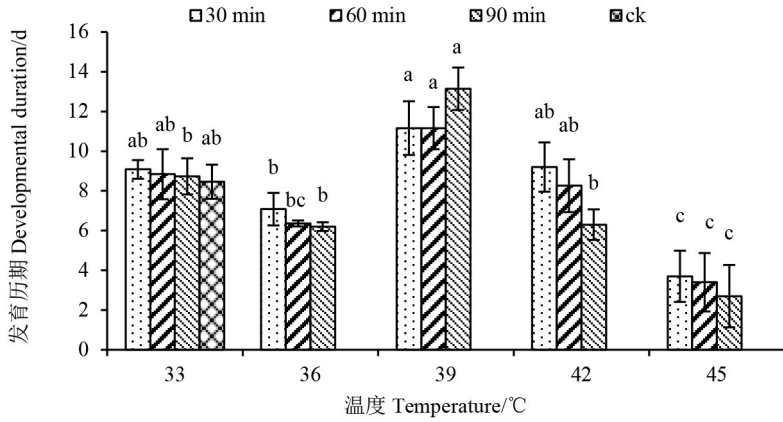 30 min 60 min 90 min ck
16
14
12
10
8
6
4
2
0
ab ab b ab
b bc b
a a a
ab ab b
c c c
33 36 39 42 45
温度 Temperature/℃
发育历期 Developmental duration/d